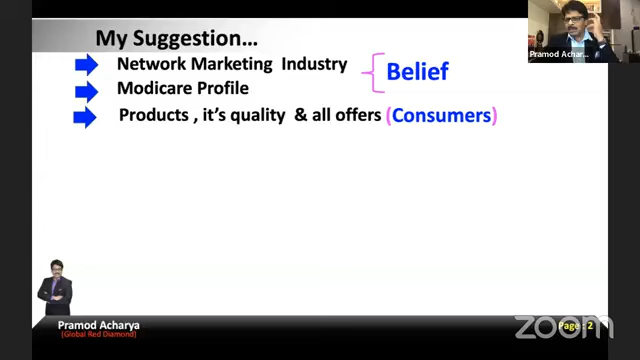 My Suggestion...
Network Marketing Industry
Modicare Profile
Belief
Products , it's quality & all offers (Consumers)
Pramod Achar...
Pramod Acharya
(Global Red Diamond)
Page : 2
zoom